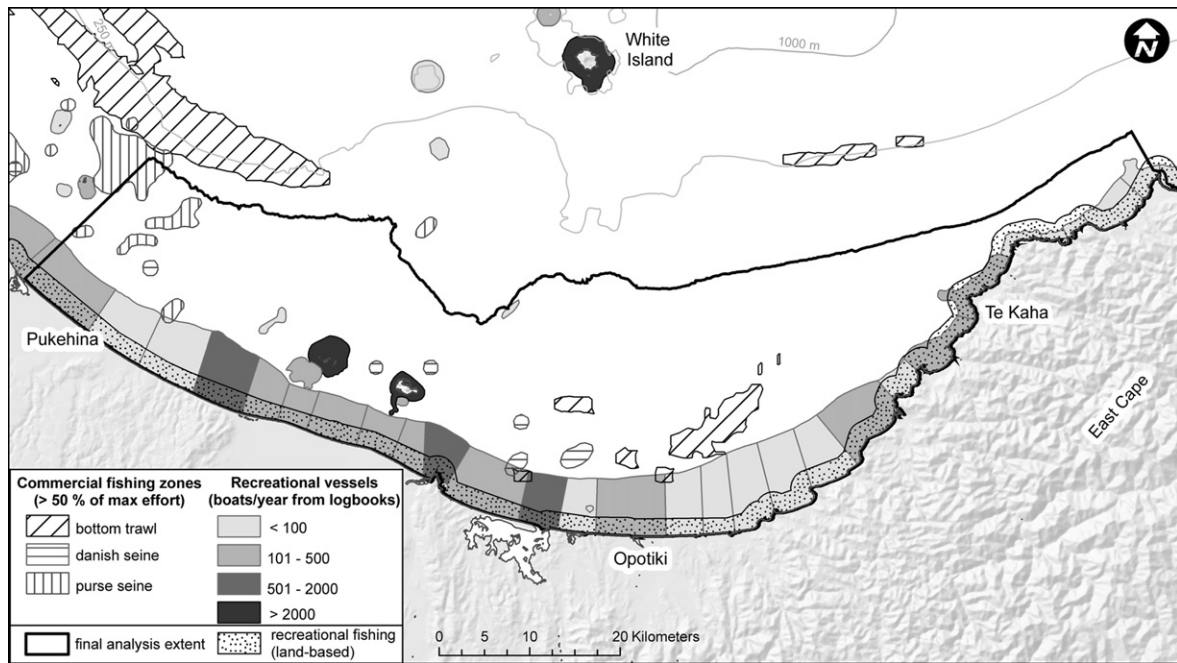 250 m
White
Island
1000 m
N
Pukehina
Te Kaha
East Cape
Opotiki
Commercial fishing zones
(> 50 % of max effort)
bottom trawl
danish seine
purse seine
Recreational vessels
(boats/year from logbooks)
< 100
101 - 500
501 - 2000
> 2000
final analysis extent
recreational fishing
(land-based)
0 5 10 20 Kilometers